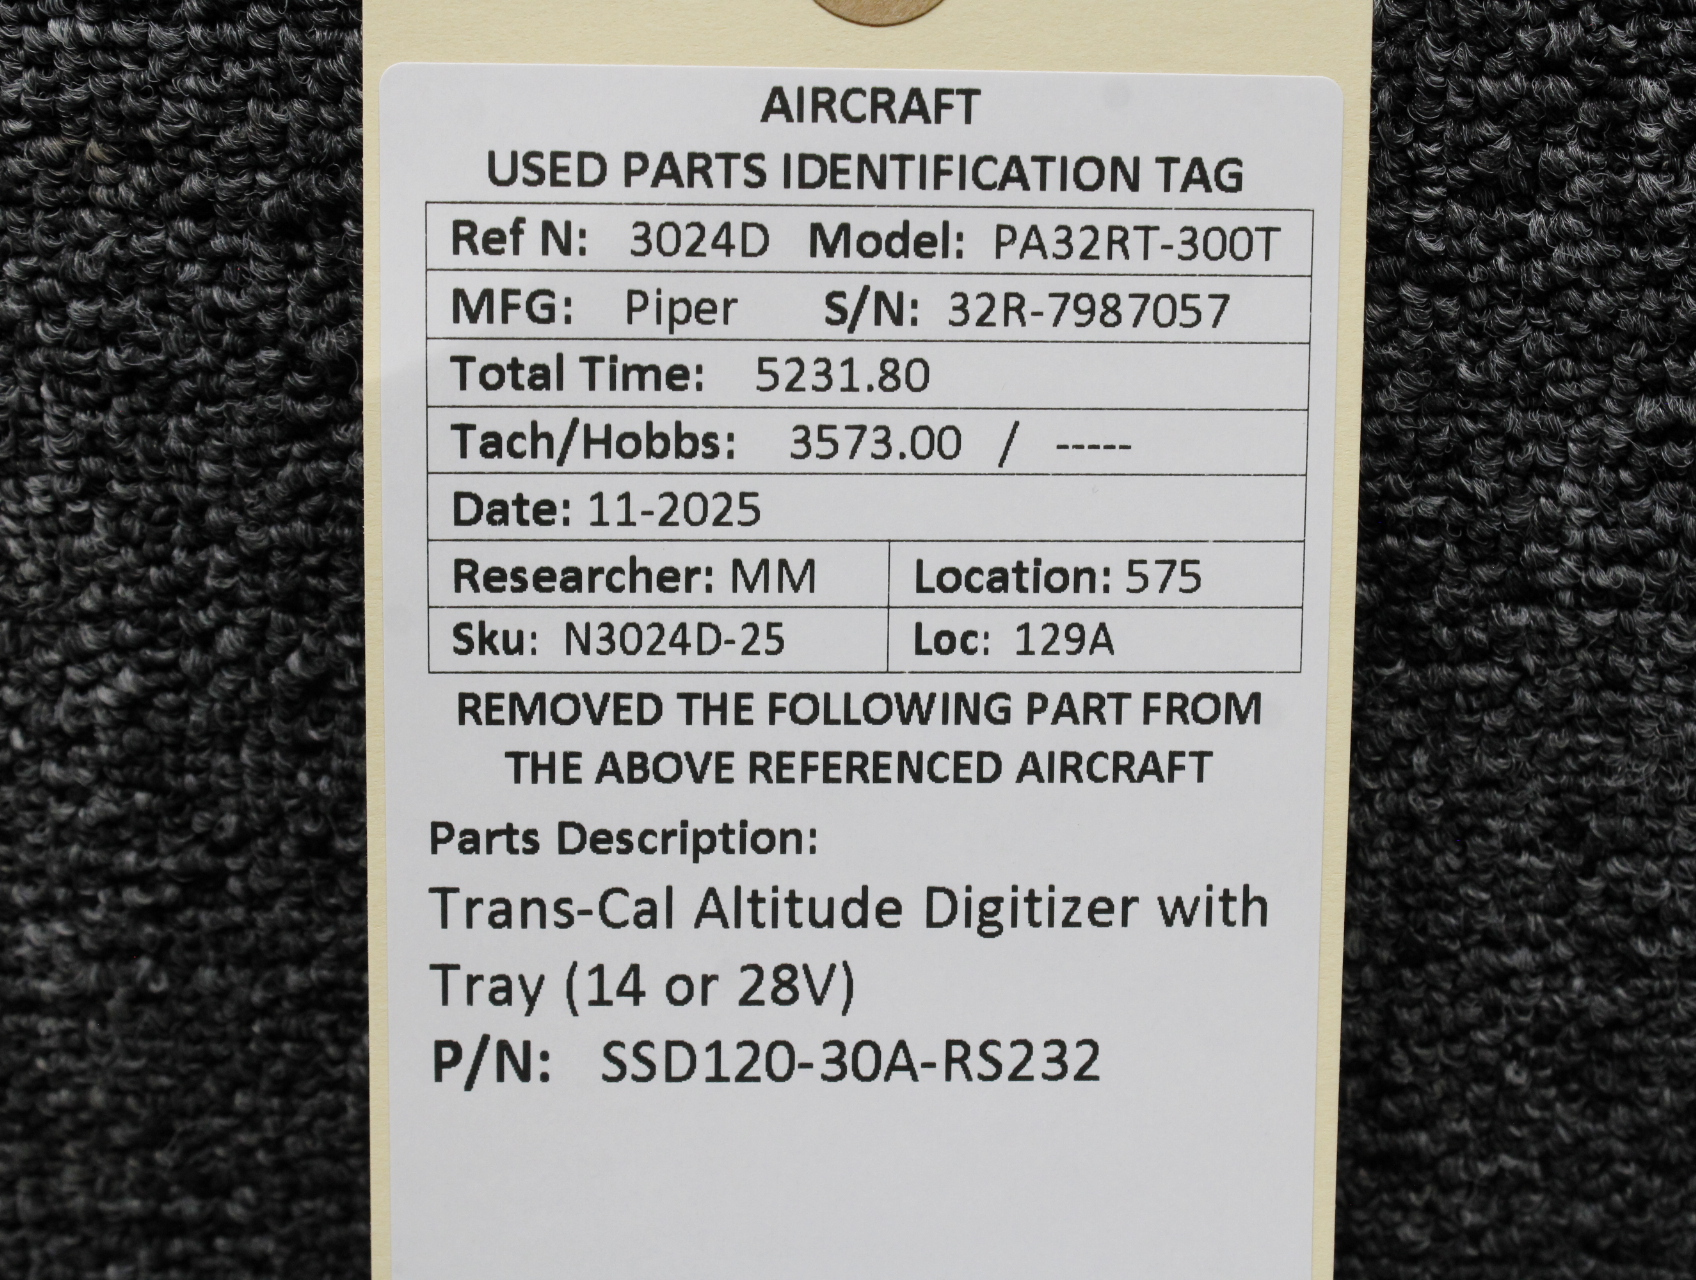 AIRCRAFT
USED PARTS IDENTIFICATION TAG
Ref N: 3024D Model: PA32RT-300T
MFG: Piper S/N: 32R-7987057
Total Time: 5231.80
Tach/Hobbs: 3573.00 / -----
Date: 11-2025
Researcher: MM Location: 575
Sku: N3024D-25 Loc: 129A
REMOVED THE FOLLOWING PART FROM
THE ABOVE REFERENCED AIRCRAFT
Parts Description:
Trans-Cal Altitude Digitizer with
Tray (14 or 28V)
P/N: SSD120-30A-RS232